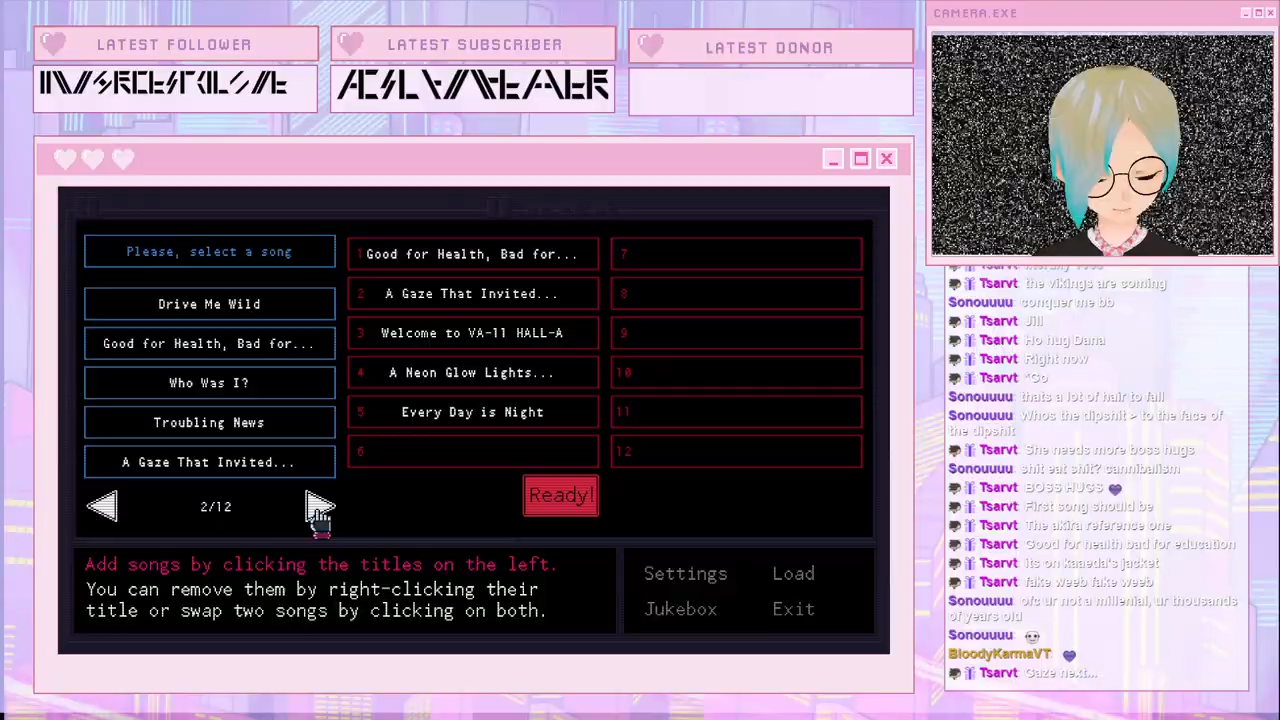 CAMERA.EXE
LATEST FOLLOWER
LATEST SUBSCRIBER
LATEST DONOR
Please, select a song
Drive Me Wild
Good for Health, Bad for...
Who Was I?
Troubling News
A Gaze That Invited...
2/12
1 Good for Health, Bad for...
2 A Gaze That Invited...
3 Welcome to VA-11 HALL-A
4 A Neon Glow Lights...
5 Every Day is Night
6
7
8
9
10
11
12
Ready!
Add songs by clicking the titles on the left.
You can remove them by right-clicking their
title or swap two songs by clicking on both.
Settings
Load
Jukebox
Exit
Tsarvt the vikings are coming
Sonouuuu conquer me bb
Tsarvt Jill
Tsarvt Ho hug Dana
Tsarvt Right now
Tsarvt *Go
Sonouuuu thats a lot of hair to fall
Sonouuuu Whos the dipshit > to the face of
the dipshit
Tsarvt She needs more boss hugs
Sonouuuu shit eat shit? cannibalism
Tsarvt BOSS HUGS
Tsarvt First song should be
Tsarvt The akira reference one
Tsarvt Good for health bad for education
Tsarvt Its on kaneda's jacket
Tsarvt fake weeb fake weeb
Sonouuuu ofc ur not a millenial, ur thousands
of years old
Sonouuuu
BloodyKarmaVT
Tsarvt Gaze next...